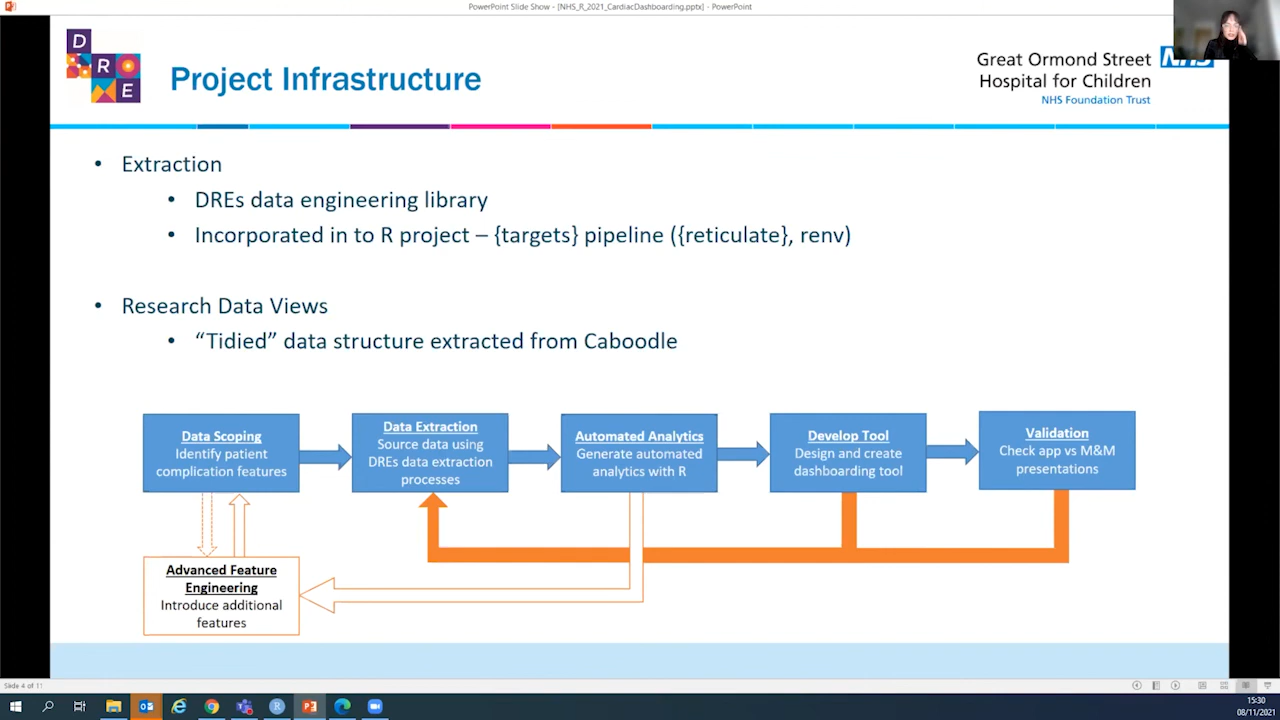 PowerPoint Slide Show - [NHS_R_2021_CardiacDashboarding.pptx] - PowerPoint
D
R
E
Project Infrastructure
Great Ormond Street
Hospital for Children
NHS Foundation Trust
NHS
• Extraction
• DREs data engineering library
• Incorporated in to R project – {targets} pipeline ({reticulate}, renv)
• Research Data Views
• “Tidied” data structure extracted from Caboodle
Data Scoping
Identify patient
complication features
Data Extraction
Source data using
DREs data extraction
processes
Automated Analytics
Generate automated
analytics with R
Develop Tool
Design and create
dashboarding tool
Validation
Check app vs M&M
presentations
Advanced Feature
Engineering
Introduce additional
features
Slide 4 of 11
15:30
08/11/2021